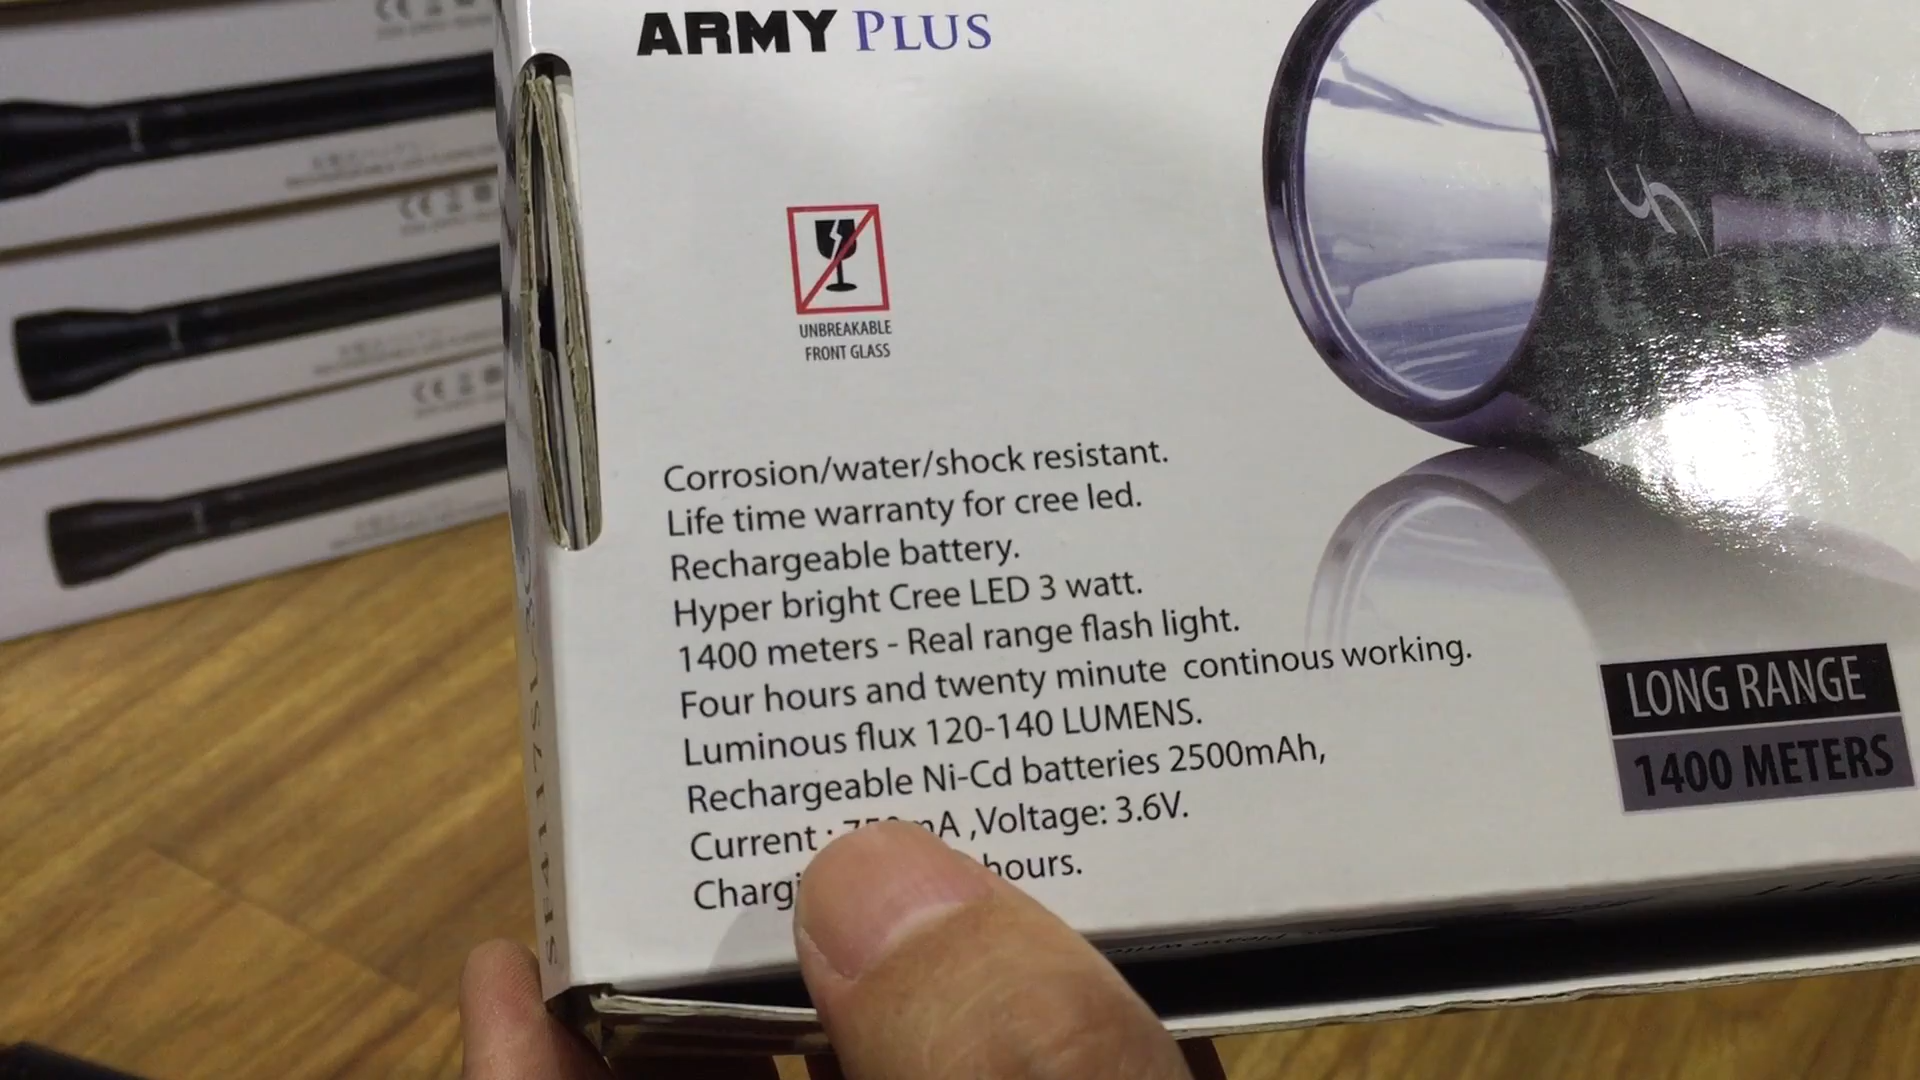 ARMY PLUS
UNBREAKABLE
FRONT GLASS
Corrosion/water/shock resistant.
Life time warranty for cree led.
Rechargeable battery.
Hyper bright Cree LED 3 watt.
1400 meters - Real range flash light.
Four hours and twenty minute continous working.
Luminous flux 120-140 LUMENS.
Rechargeable Ni-Cd batteries 2500mAh,
Current : 750mA ,Voltage: 3.6V.
hours.
LONG RANGE
1400 METERS